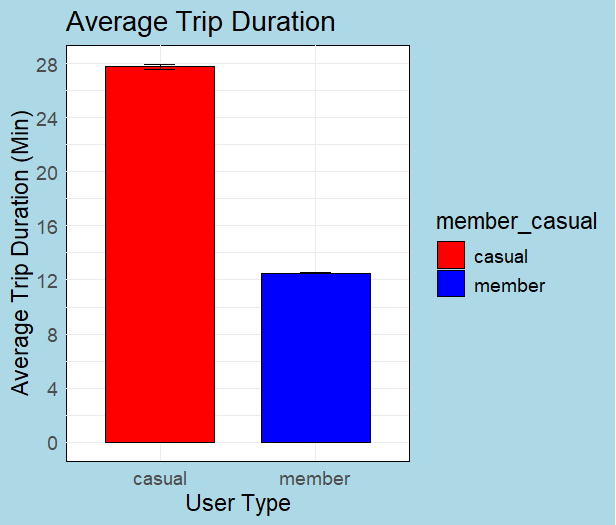 Average Trip Duration
Average Trip Duration (Min)
28
24
20
16
12
8
4
0
casual
member
User Type
member_casual
casual
member